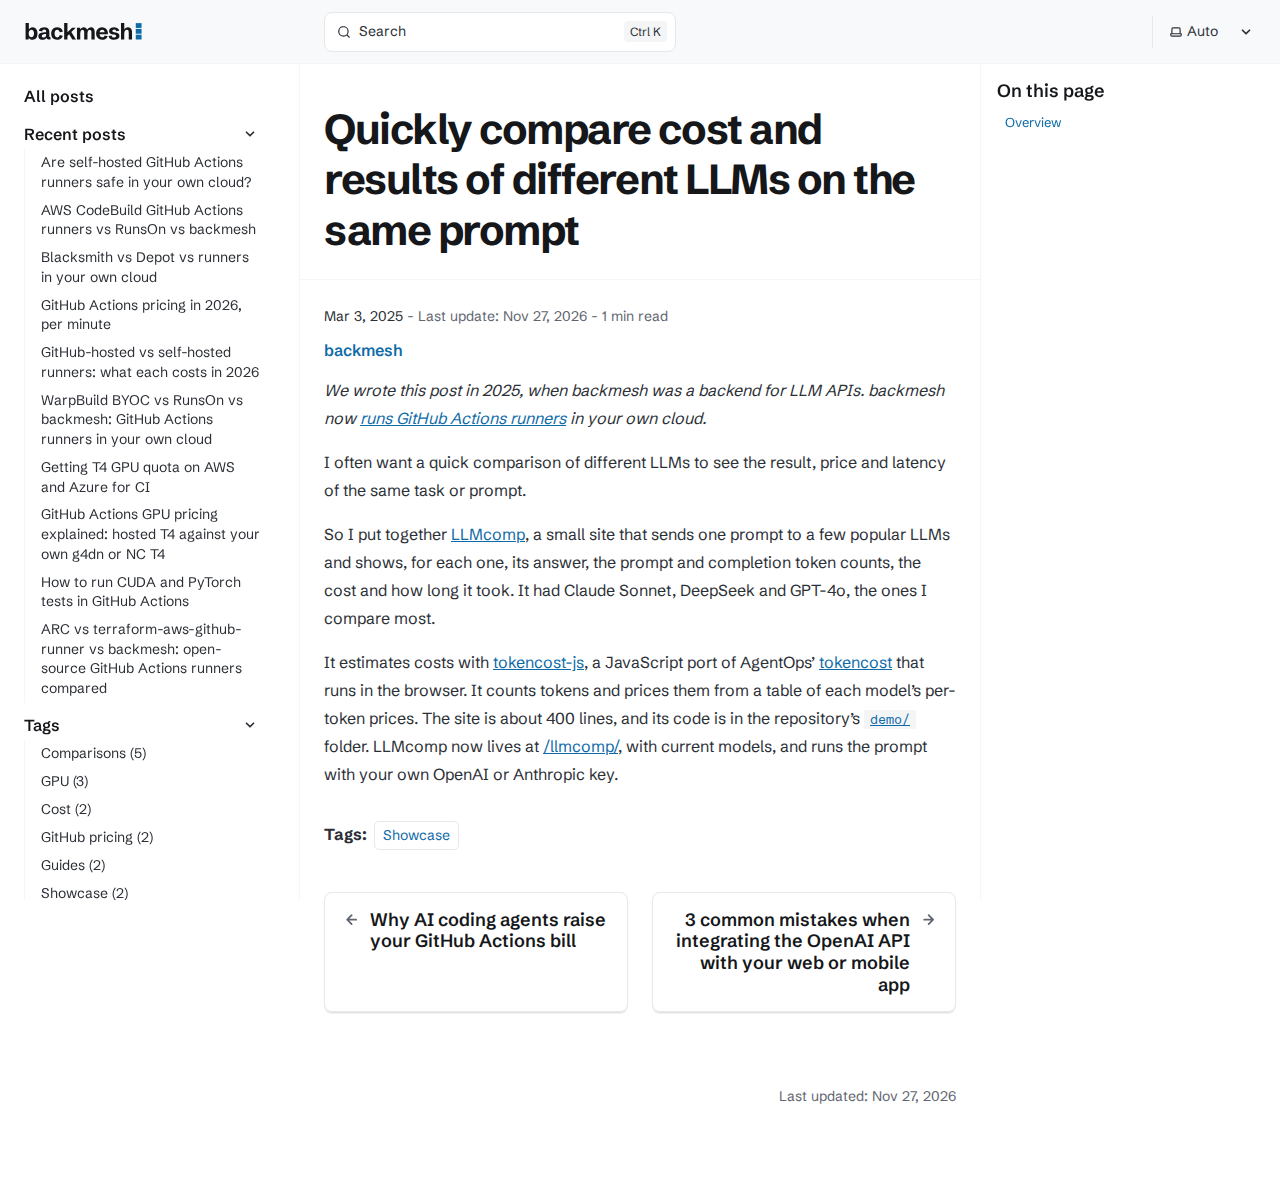 backmesh
Search
Ctrl K
Auto
All posts
Recent posts
Are self-hosted GitHub Actions
runners safe in your own cloud?
AWS CodeBuild GitHub Actions
runners vs RunsOn vs backmesh
Blacksmith vs Depot vs runners
in your own cloud
GitHub Actions pricing in 2026,
per minute
GitHub-hosted vs self-hosted
runners: what each costs in 2026
WarpBuild BYOC vs RunsOn vs
backmesh: GitHub Actions
runners in your own cloud
Getting T4 GPU quota on AWS
and Azure for CI
GitHub Actions GPU pricing
explained: hosted T4 against your
own g4dn or NC T4
How to run CUDA and PyTorch
tests in GitHub Actions
ARC vs terraform-aws-github-
runner vs backmesh: open-
source GitHub Actions runners
compared
Tags
Comparisons (5)
GPU (3)
Cost (2)
GitHub pricing (2)
Guides (2)
Showcase (2)
Quickly compare cost and
results of different LLMs on the
same prompt
Mar 3, 2025 - Last update: Nov 27, 2026 - 1 min read
backmesh
We wrote this post in 2025, when backmesh was a backend for LLM APIs. backmesh
now runs GitHub Actions runners in your own cloud.
I often want a quick comparison of different LLMs to see the result, price and latency
of the same task or prompt.
So I put together LLMcomp, a small site that sends one prompt to a few popular LLMs
and shows, for each one, its answer, the prompt and completion token counts, the
cost and how long it took. It had Claude Sonnet, DeepSeek and GPT-4o, the ones I
compare most.
It estimates costs with tokencost-js, a JavaScript port of AgentOps’ tokencost that
runs in the browser. It counts tokens and prices them from a table of each model’s per-
token prices. The site is about 400 lines, and its code is in the repository’s demo/
folder. LLMcomp now lives at /llmcomp/, with current models, and runs the prompt
with your own OpenAI or Anthropic key.
Tags: Showcase
Why AI coding agents raise
your GitHub Actions bill
3 common mistakes when
integrating the OpenAI API
with your web or mobile
app
Last updated: Nov 27, 2026
On this page
Overview